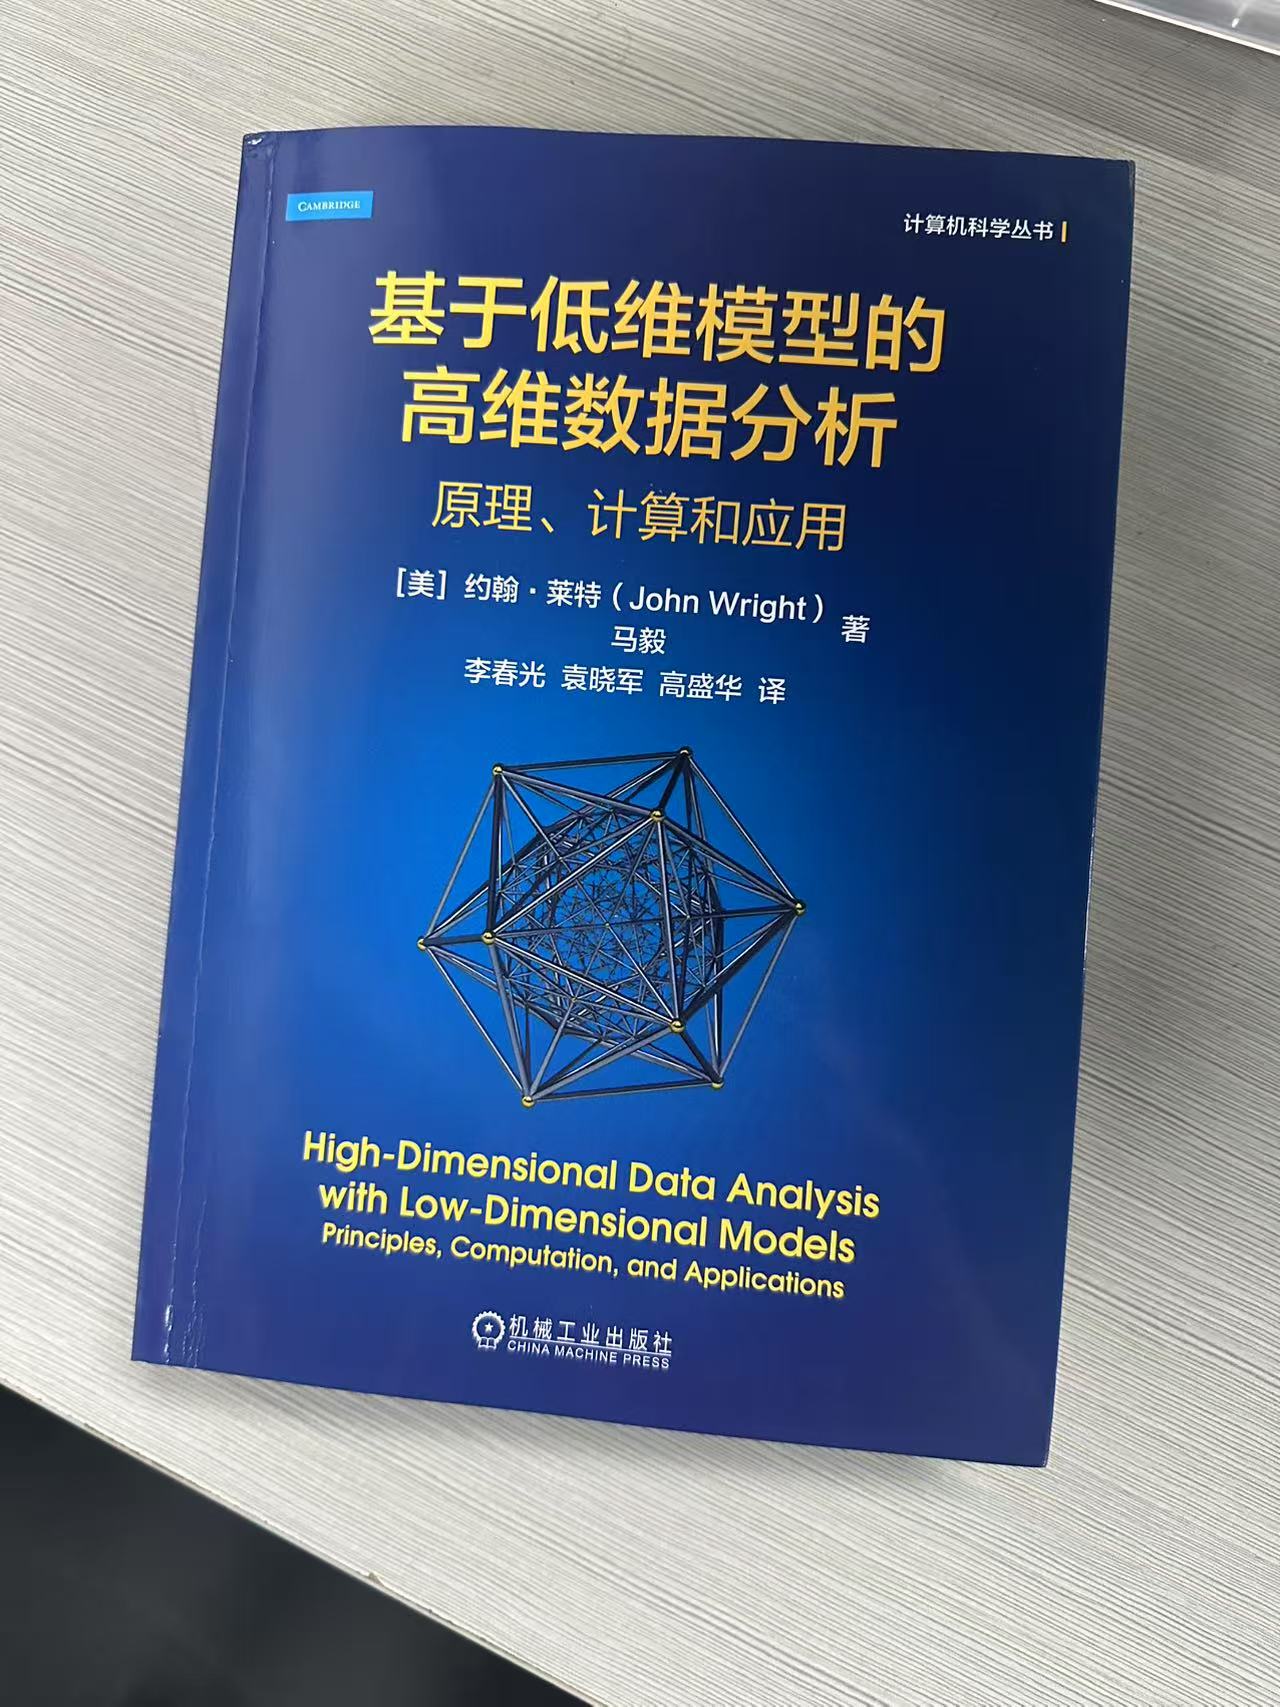 CAMBRIDGE
计算机科学丛书
基于低维模型的
高维数据分析
原理、计算和应用
[美] 约翰·莱特（John Wright）
马毅
著
李春光 袁晓军 高盛华 译
High-Dimensional Data Analysis
with Low-Dimensional Models
Principles, Computation, and Applications
机械工业出版社
CHINA MACHINE PRESS